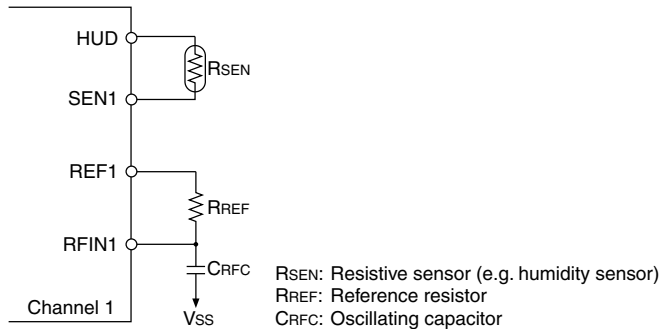 HUD
RSEN
SEN1
REF1
RREF
RFIN1
CRFC
Channel 1
VSS
RSEN: Resistive sensor (e.g. humidity sensor)
RREF: Reference resistor
CRFC: Oscillating capacitor